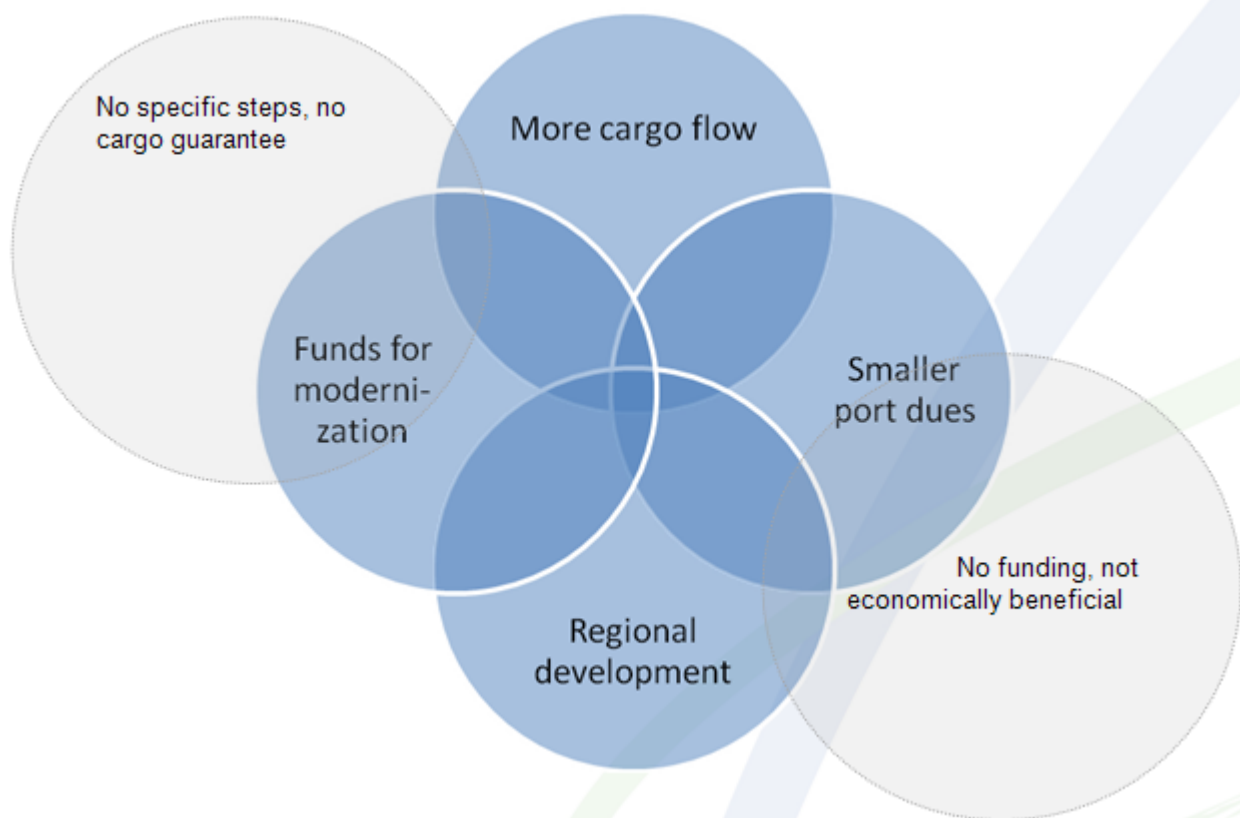 No specific steps, no
cargo guarantee
More cargo flow
Funds for
moderni-
zation
Smaller
port dues
No funding, not
economically beneficial
Regional
development